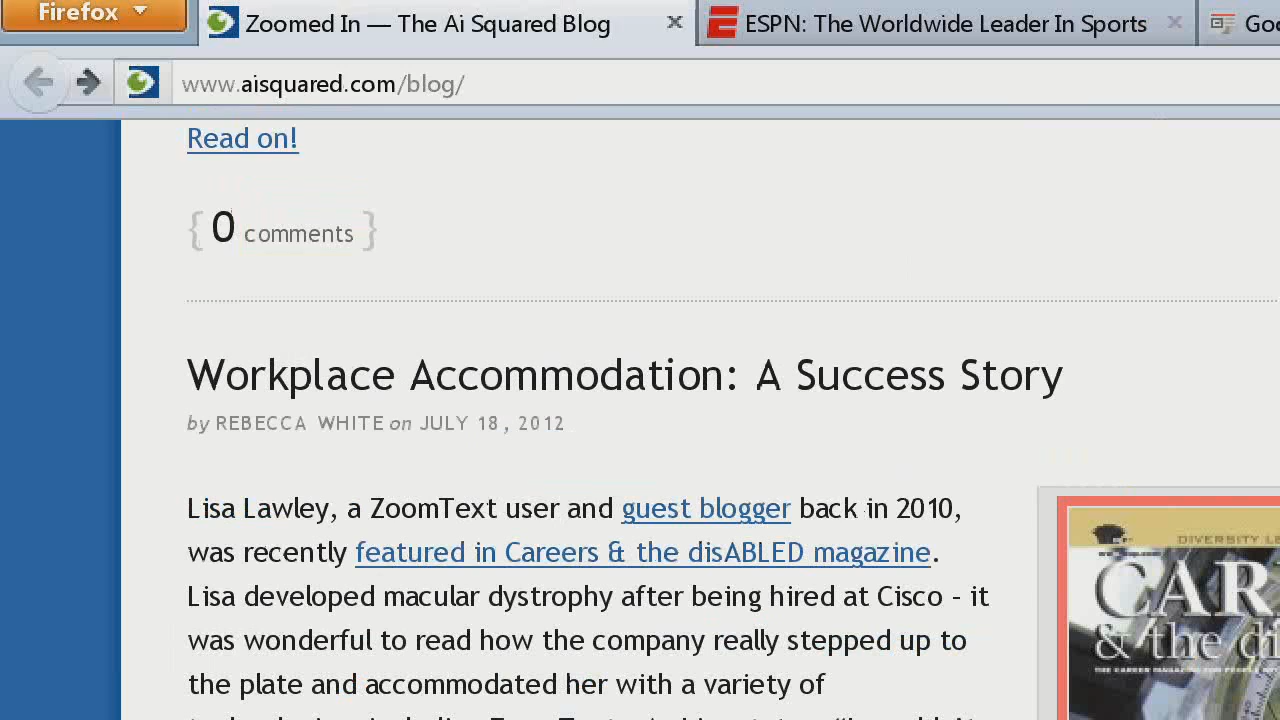 Firefox
Zoomed In — The Ai Squared Blog
ESPN: The Worldwide Leader In Sports
www.aisquared.com/blog/
Read on!
{ 0 comments }
Workplace Accommodation: A Success Story
by REBECCA WHITE on JULY 18, 2012
Lisa Lawley, a ZoomText user and guest blogger back in 2010,
was recently featured in Careers & the disABLED magazine.
Lisa developed macular dystrophy after being hired at Cisco - it
was wonderful to read how the company really stepped up to
the plate and accommodated her with a variety of
DIVERSITY
CAR
& the di